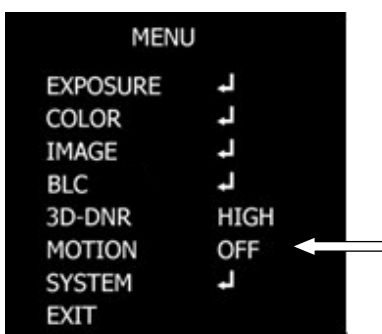 MENU
EXPOSURE ↲
COLOR ↲
IMAGE ↲
BLC ↲
3D-DNR HIGH
MOTION OFF
SYSTEM ↲
EXIT